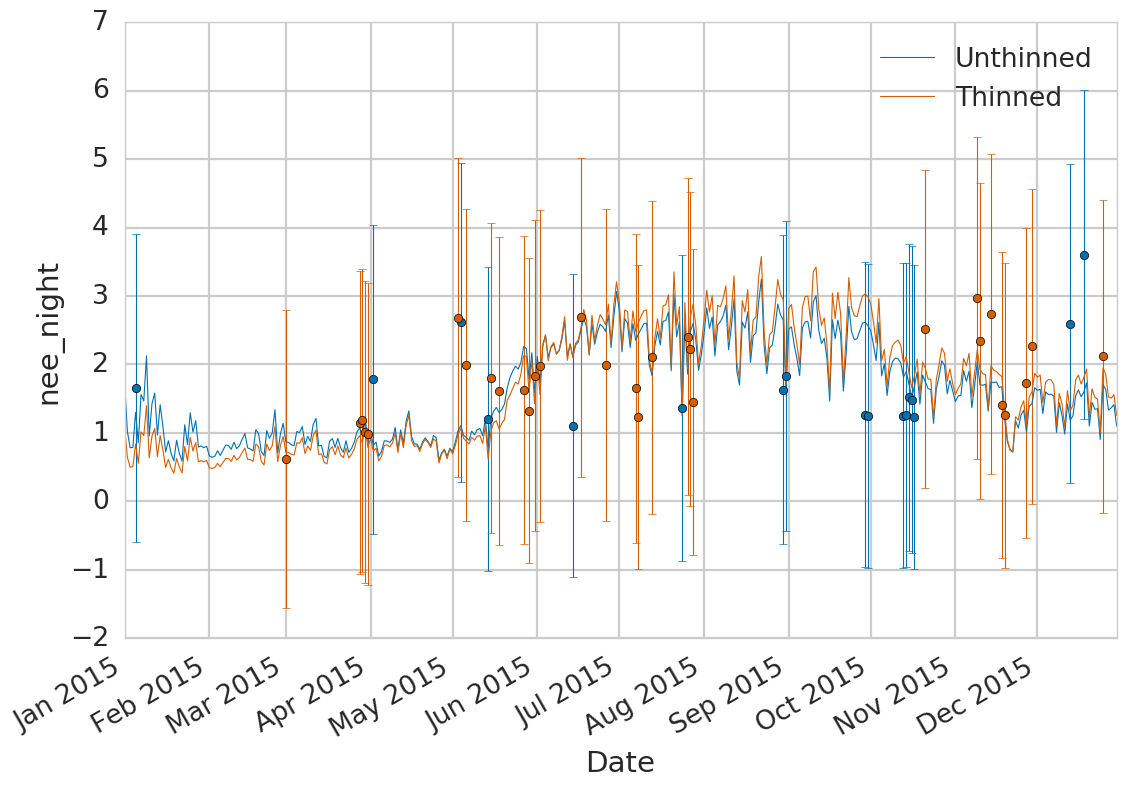 7
6
5
4
3
2
1
0
−1
−2
nee_night
Unthinned
Thinned
Jan 2015
Feb 2015
Mar 2015
Apr 2015
May 2015
Jun 2015
Jul 2015
Aug 2015
Sep 2015
Oct 2015
Nov 2015
Dec 2015
Date